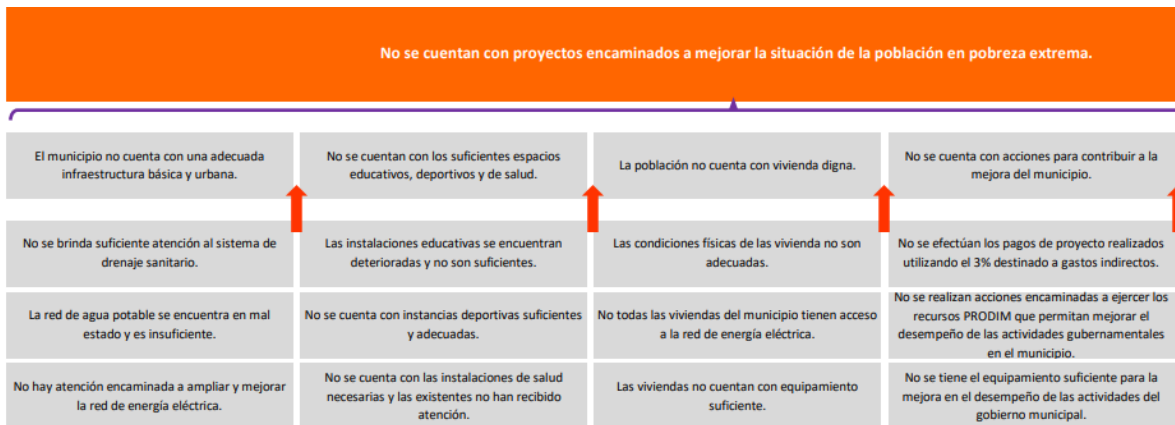 No se cuentan con proyectos encaminados a mejorar la situación de la población en pobreza extrema.
El municipio no cuenta con una adecuada
infraestructura básica y urbana.
No se cuentan con los suficientes espacios
educativos, deportivos y de salud.
La población no cuenta con vivienda digna.
No se cuenta con acciones para contribuir a la
mejora del municipio.
No se brinda suficiente atención al sistema de
drenaje sanitario.
Las instalaciones educativas se encuentran
deterioradas y no son suficientes.
Las condiciones físicas de las vivienda no son
adecuadas.
No se efectúan los pagos de proyecto realizados
utilizando el 3% destinado a gastos indirectos.
La red de agua potable se encuentra en mal
estado y es insuficiente.
No se cuenta con instancias deportivas suficientes
y adecuadas.
No todas las viviendas del municipio tienen acceso
a la red de energía eléctrica.
No se realizan acciones encaminadas a ejercer los
recursos PRODIM que permitan mejorar el
desempeño de las actividades gubernamentales
en el municipio.
No hay atención encaminada a ampliar y mejorar
la red de energía eléctrica.
No se cuenta con las instalaciones de salud
necesarias y las existentes no han recibido
atención.
Las viviendas no cuentan con equipamiento
suficiente.
No se tiene el equipamiento suficiente para la
mejora en el desempeño de las actividades del
gobierno municipal.